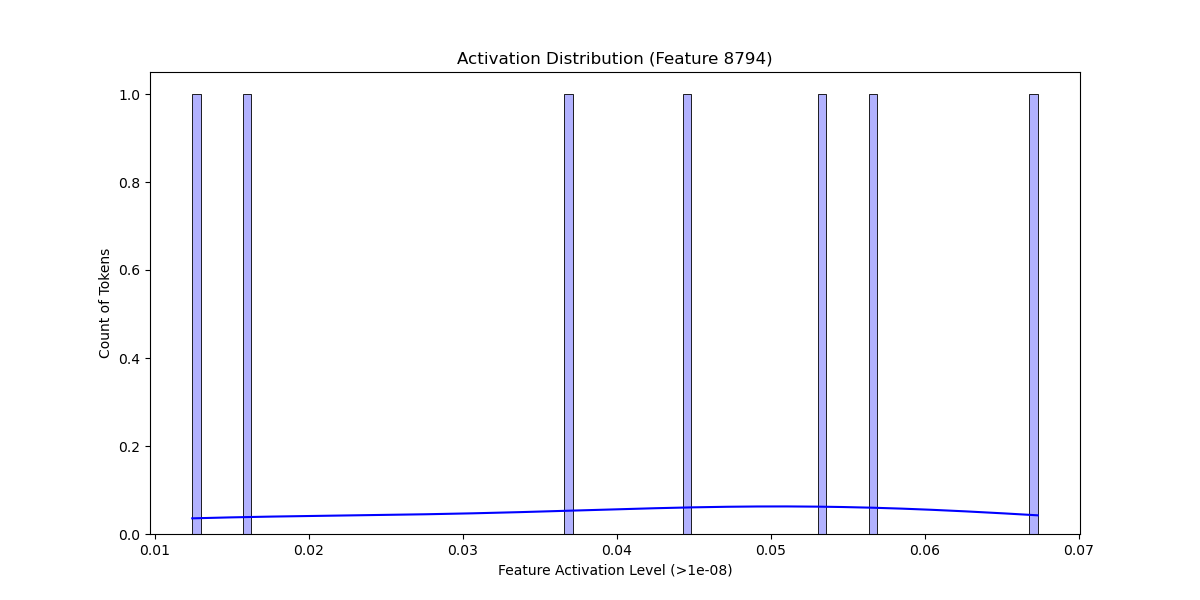 Activation Distribution (Feature 8794)
1.0
0.8
0.6
0.4
0.2
0.0
Count of Tokens
0.01 0.02 0.03 0.04 0.05 0.06 0.07
Feature Activation Level (>1e-08)